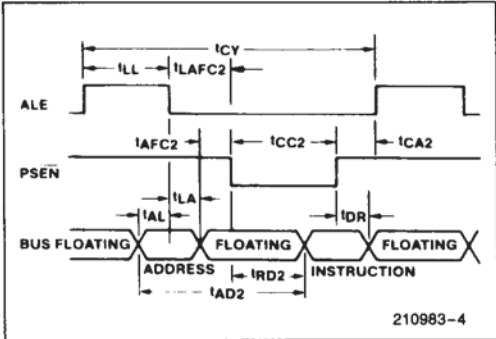 tCY
tLL tLAFC2
ALE
tAFC2 tCC2 tCA2
PSEN
tLA
tAL tDR
BUS FLOATING FLOATING FLOATING
ADDRESS tRD2 INSTRUCTION
tAD2
210983-4